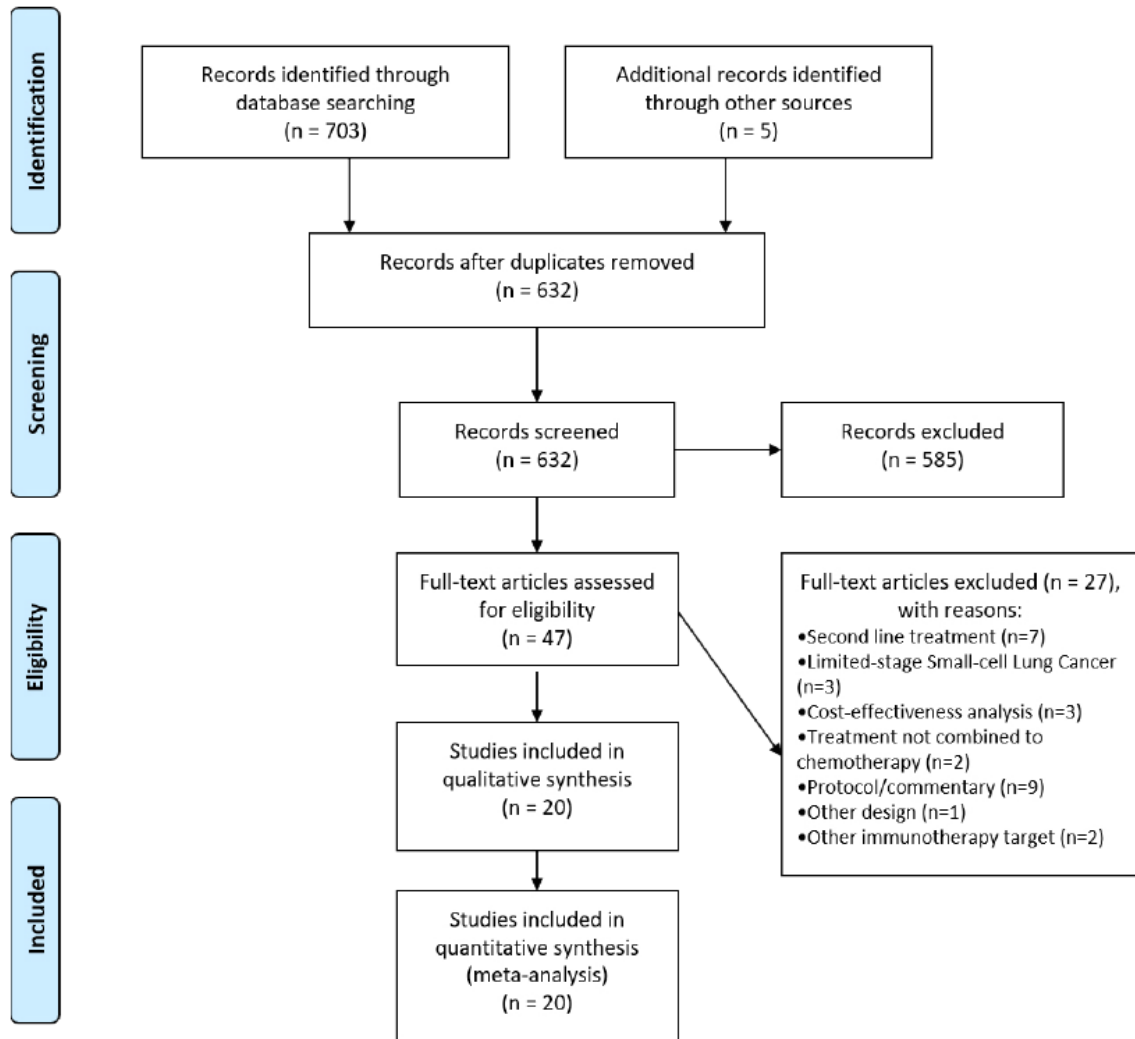 Identification
Records identified through
database searching
(n = 703)
Additional records identified
through other sources
(n = 5)
Records after duplicates removed
(n = 632)
Screening
Records screened
(n = 632)
Records excluded
(n = 585)
Eligibility
Full-text articles assessed
for eligibility
(n = 47)
Full-text articles excluded (n = 27),
with reasons:
•Second line treatment (n=7)
•Limited-stage Small-cell Lung Cancer
(n=3)
•Cost-effectiveness analysis (n=3)
•Treatment not combined to
chemotherapy (n=2)
•Protocol/commentary (n=9)
•Other design (n=1)
•Other immunotherapy target (n=2)
Studies included in
qualitative synthesis
(n = 20)
Included
Studies included in
quantitative synthesis
(meta-analysis)
(n = 20)